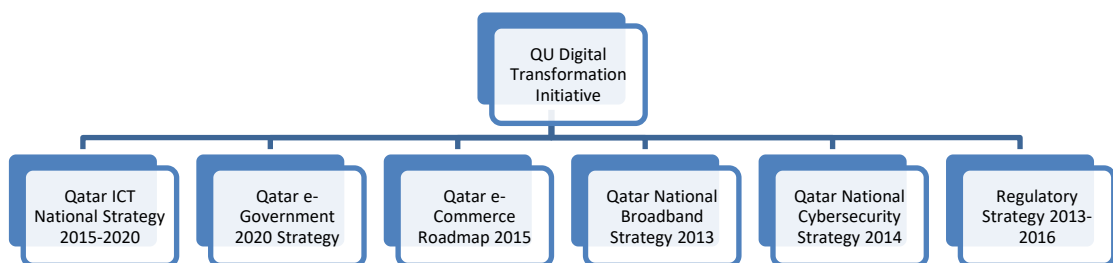 QU Digital
Transformation
Initiative
Qatar ICT
National Strategy
2015-2020
Qatar e-
Government
2020 Strategy
Qatar e-
Commerce
Roadmap 2015
Qatar National
Broadband
Strategy 2013
Qatar National
Cybersecurity
Strategy 2014
Regulatory
Strategy 2013-
2016